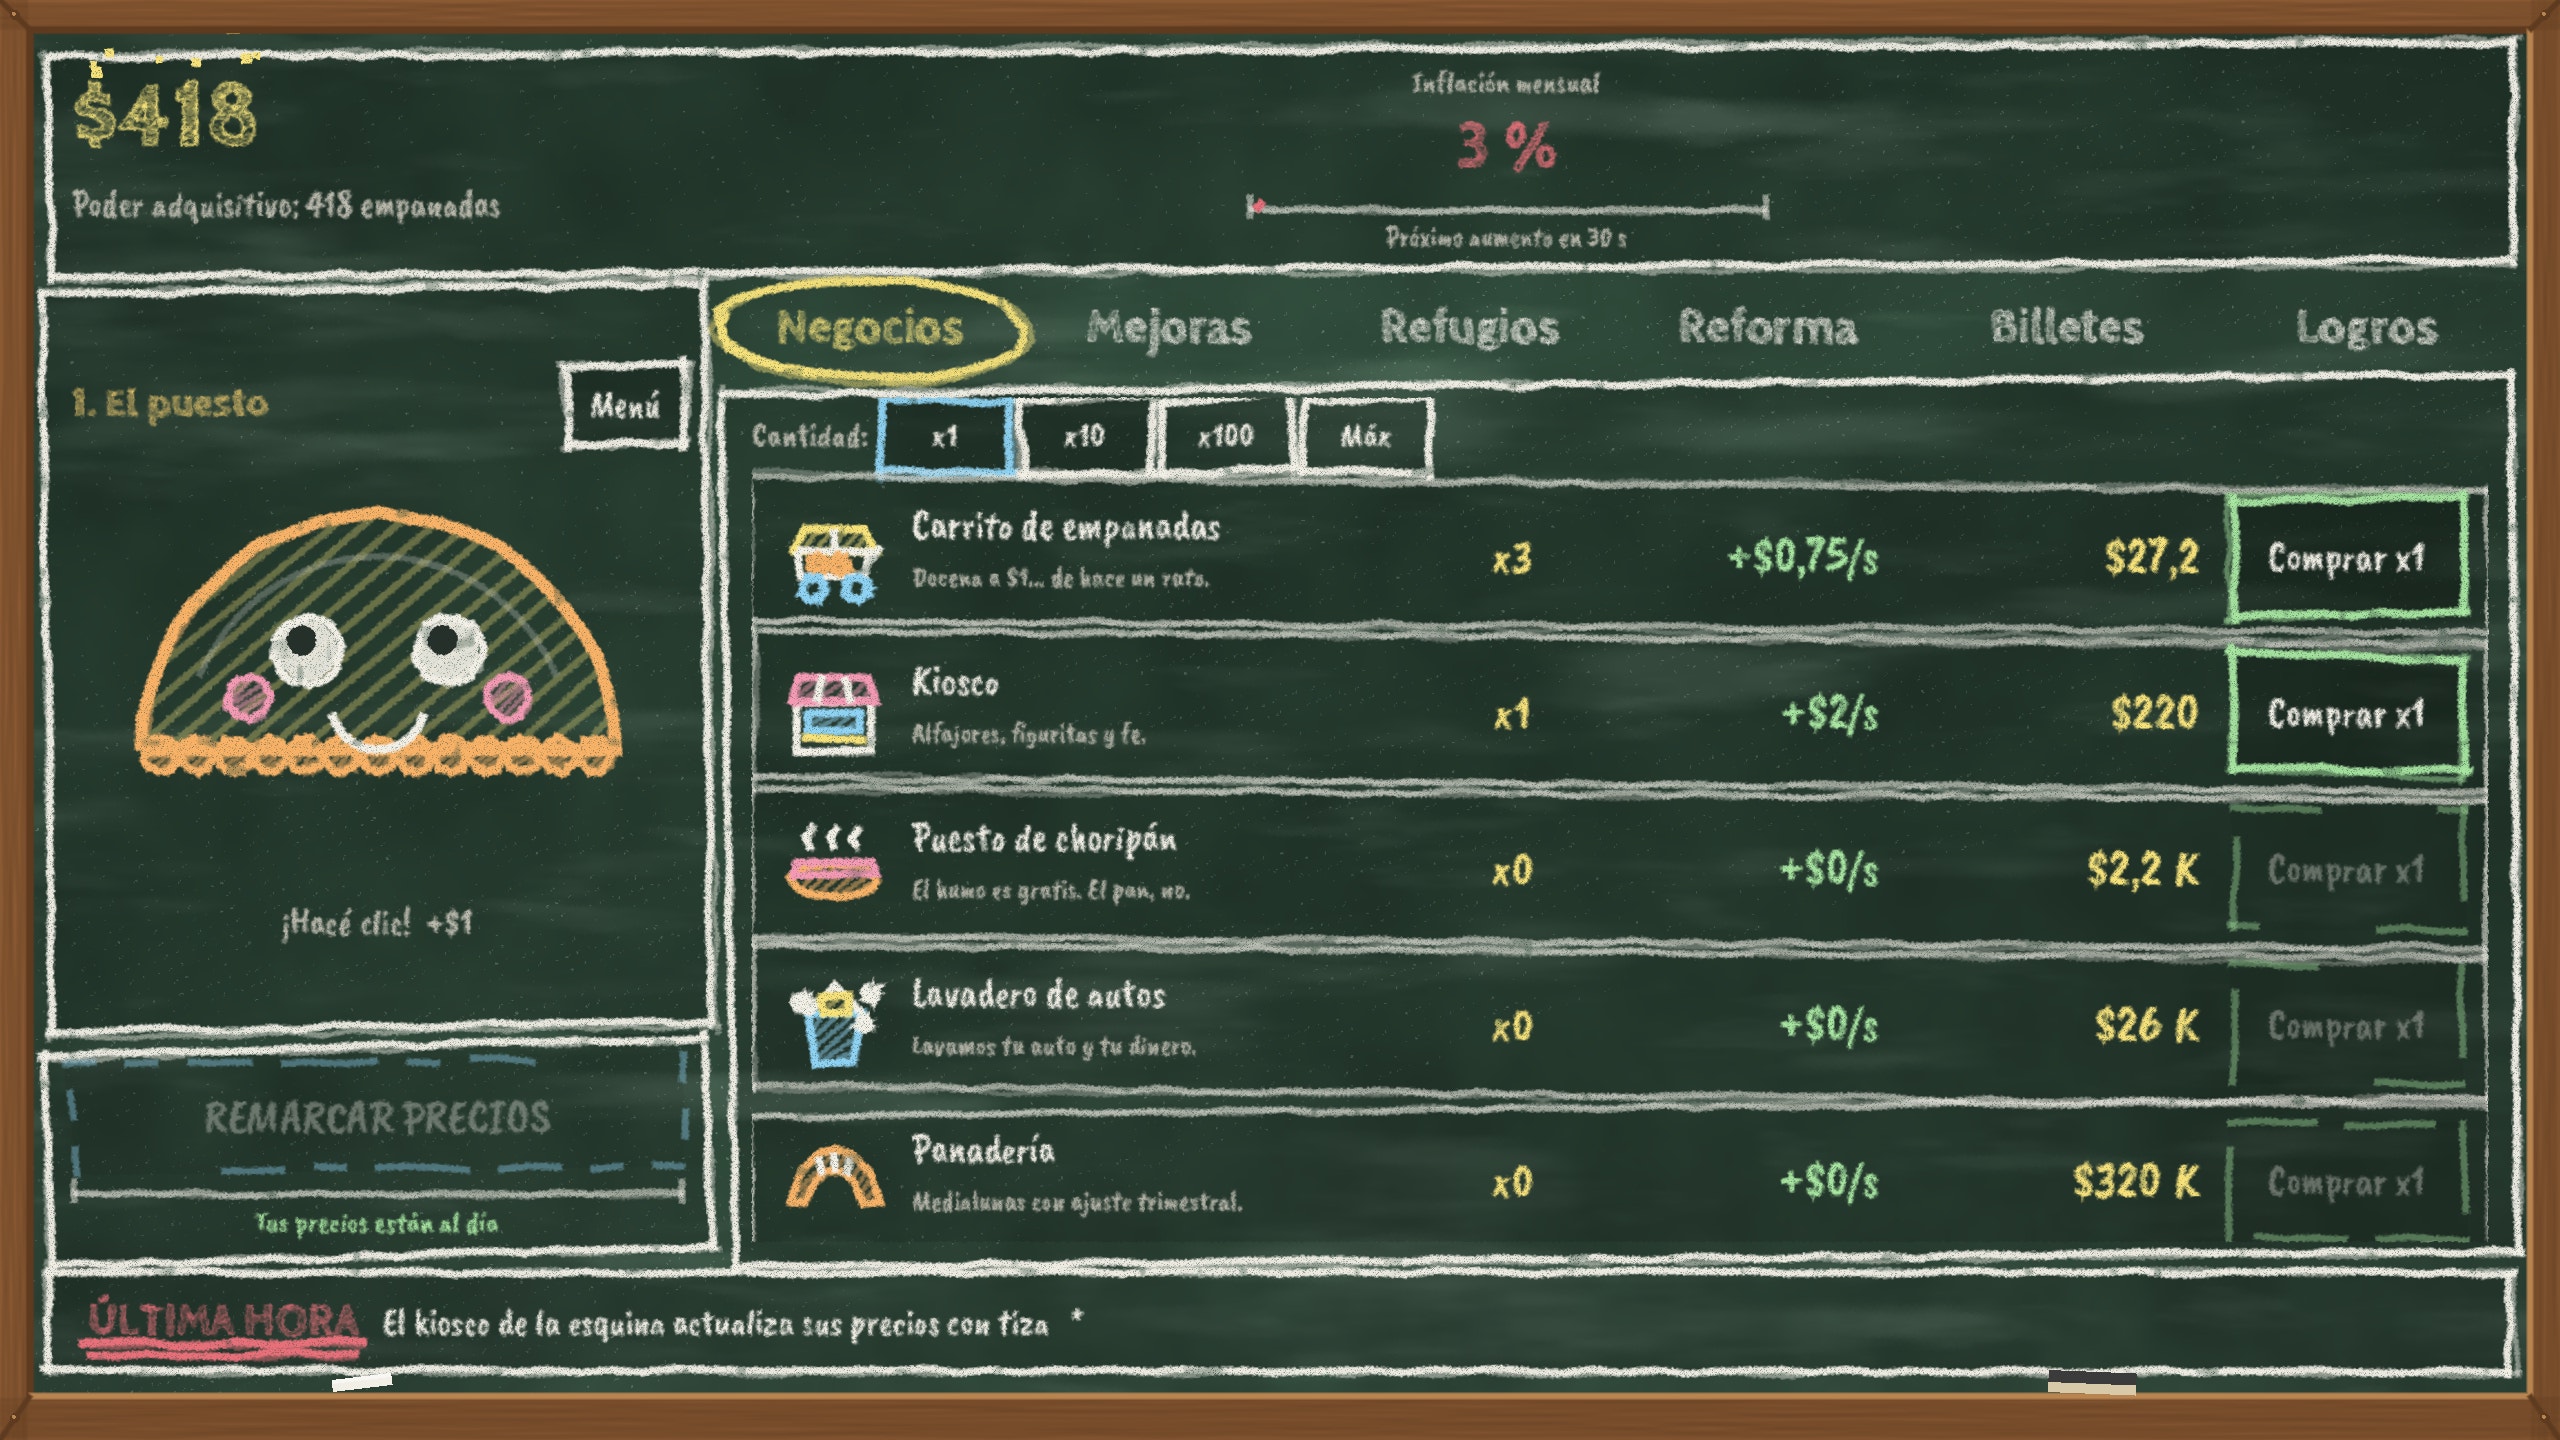 $418
Poder adquisitivo: 418 empanadas
Inflación mensual
3 %
Próximo aumento en 30 s
1. El puesto
Menú
¡Hacé clic! +$1
REMARCAR PRECIOS
Tus precios están al día
Negocios Mejoras Refugios Reforma Billetes Logros
Cantidad: x1 x10 x100 Máx
Carrito de empanadas
Docena a $1... de hace un rato.
x3 +$0,75/s $27,2 Comprar x1
Kiosco
Alfajores, figuritas y fe.
x1 +$2/s $220 Comprar x1
Puesto de choripán
El humo es gratis. El pan, no.
x0 +$0/s $2,2 K Comprar x1
Lavadero de autos
Lavamos tu auto y tu dinero.
x0 +$0/s $26 K Comprar x1
Panadería
Medialunas con ajuste trimestral.
x0 +$0/s $320 K Comprar x1
ÚLTIMA HORA El kiosco de la esquina actualiza sus precios con tiza *